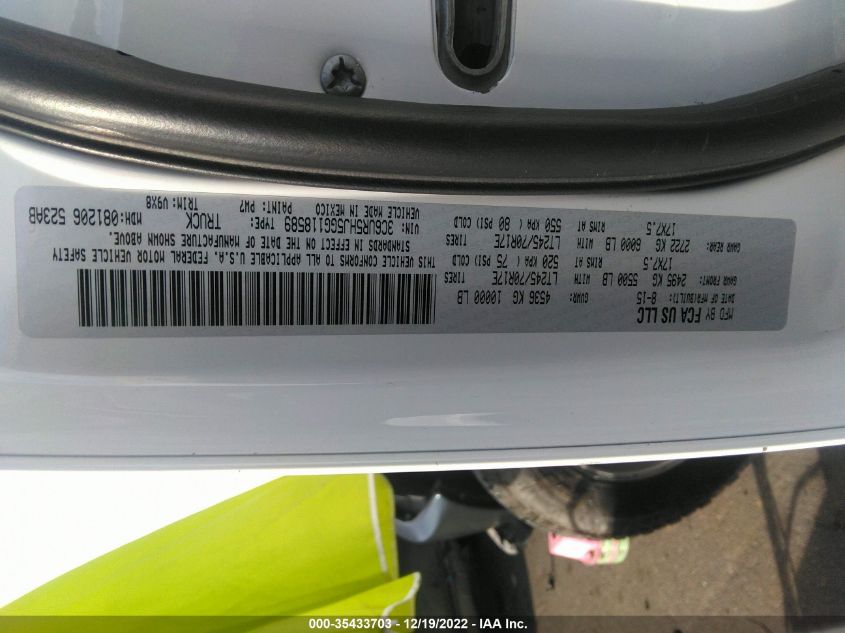 MFD BY FCA US LLC
DATE OF MFR(BUILT): 8-15 GVWR: 4536 KG 10000 LB
GAWR FRONT: 2495 KG 5500 LB WITH LT245/70R17E TIRES
17X7.5 RIMS AT 520 KPA ( 75 PSI) COLD
GAWR REAR: 2722 KG 6000 LB WITH LT245/70R17E TIRES
17X7.5 RIMS AT 550 KPA ( 80 PSI) COLD
THIS VEHICLE CONFORMS TO ALL APPLICABLE U.S.A. FEDERAL MOTOR VEHICLE SAFETY
STANDARDS IN EFFECT ON THE DATE OF MANUFACTURE SHOWN ABOVE.
VIN: 3C6UR5HJ5GG118589 TYPE: TRUCK MDH:081206 523AB
VEHICLE MADE IN MEXICO PAINT: PW7 TRIM: V9X8
000-35433703 - 12/19/2022 - IAA Inc.